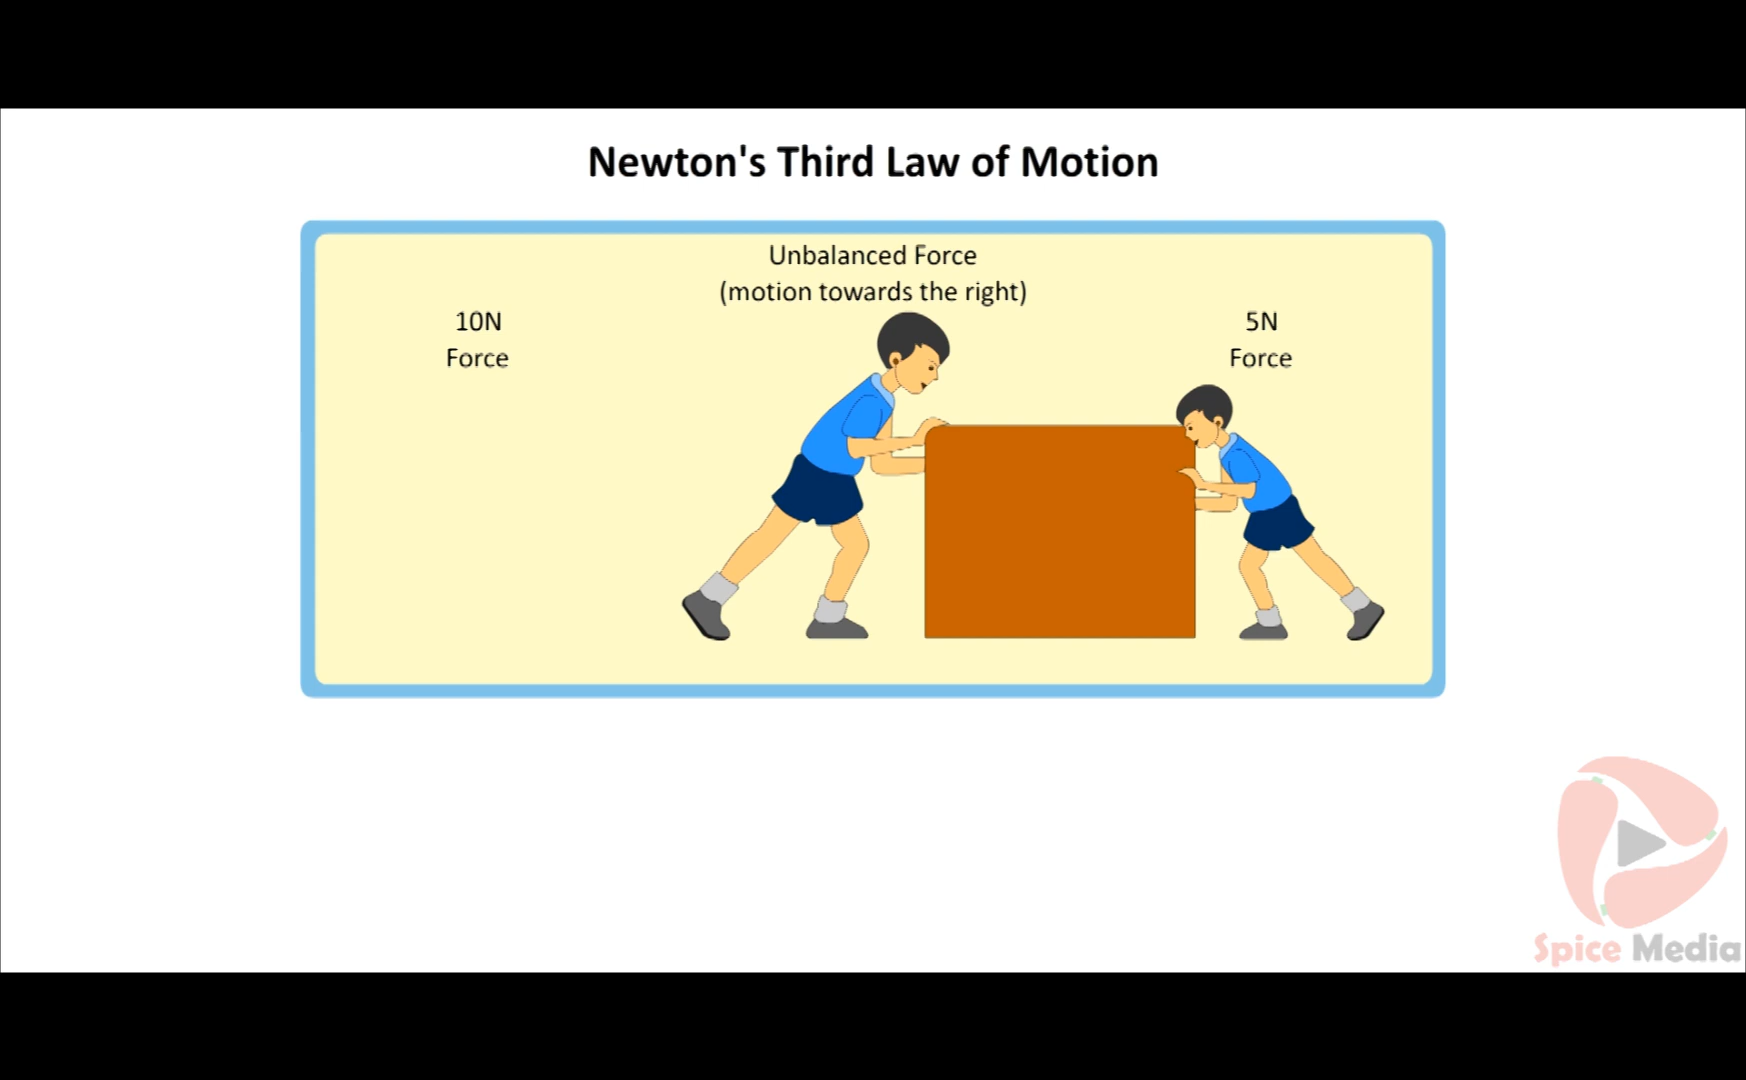 Newton's Third Law of Motion
Unbalanced Force
(motion towards the right)
10N
Force
5N
Force
Spice Media